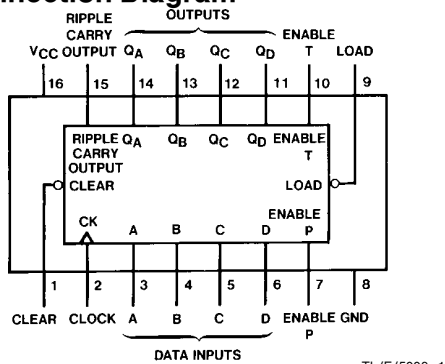 nnection Diagram
RIPPLE
CARRY
OUTPUT
OUTPUTS
ENABLE
T
VCC
QA QB QC QD
LOAD
16 15 14 13 12 11 10 9
RIPPLE
CARRY
OUTPUT
QA QB QC QD ENABLE
T
CLEAR
LOAD
CK
A B C D
ENABLE
P
1 2 3 4 5 6 7 8
CLEAR CLOCK A B C D ENABLE
P
GND
DATA INPUTS